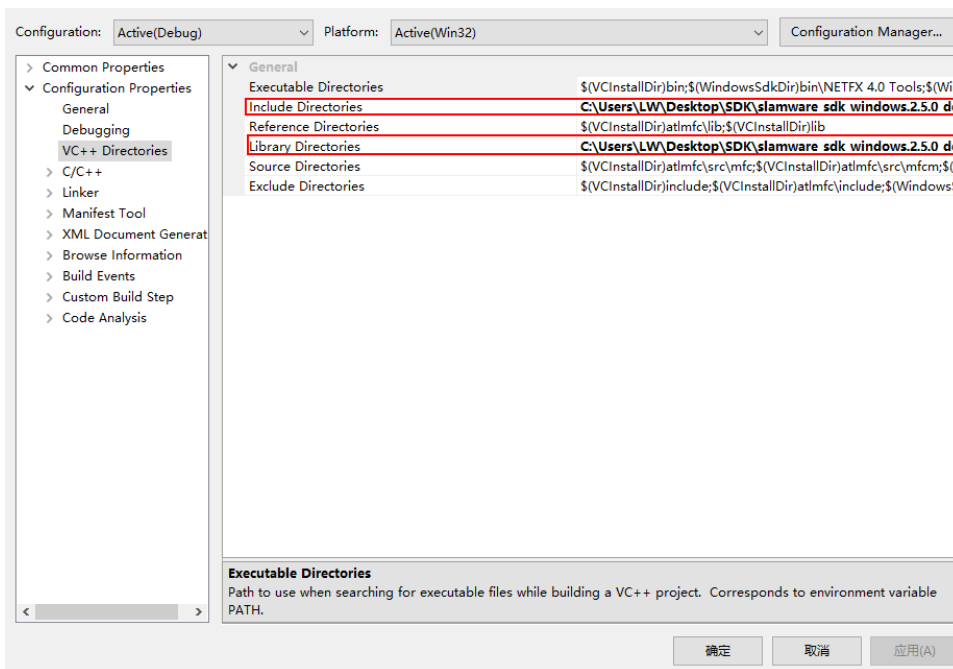 Configuration: Active(Debug) Platform: Active(Win32) Configuration Manager...
Common Properties
Configuration Properties
General
Debugging
VC++ Directories
C/C++
Linker
Manifest Tool
XML Document Generat
Browse Information
Build Events
Custom Build Step
Code Analysis
General
Executable Directories $(VCInstallDir)bin;$(WindowsSdkDir)bin\NETFX 4.0 Tools;$(Wi
Include Directories C:\Users\LW\Desktop\SDK\slamware sdk windows.2.5.0 de
Reference Directories $(VCInstallDir)atlmfc\lib;$(VCInstallDir)lib
Library Directories C:\Users\LW\Desktop\SDK\slamware sdk windows.2.5.0 de
Source Directories $(VCInstallDir)atlmfc\src\mfc;$(VCInstallDir)atlmfc\src\mfcm;$(
Exclude Directories $(VCInstallDir)include;$(VCInstallDir)atlmfc\include;$(WindowsS
Executable Directories
Path to use when searching for executable files while building a VC++ project. Corresponds to environment variable
PATH.
确定 取消 应用(A)